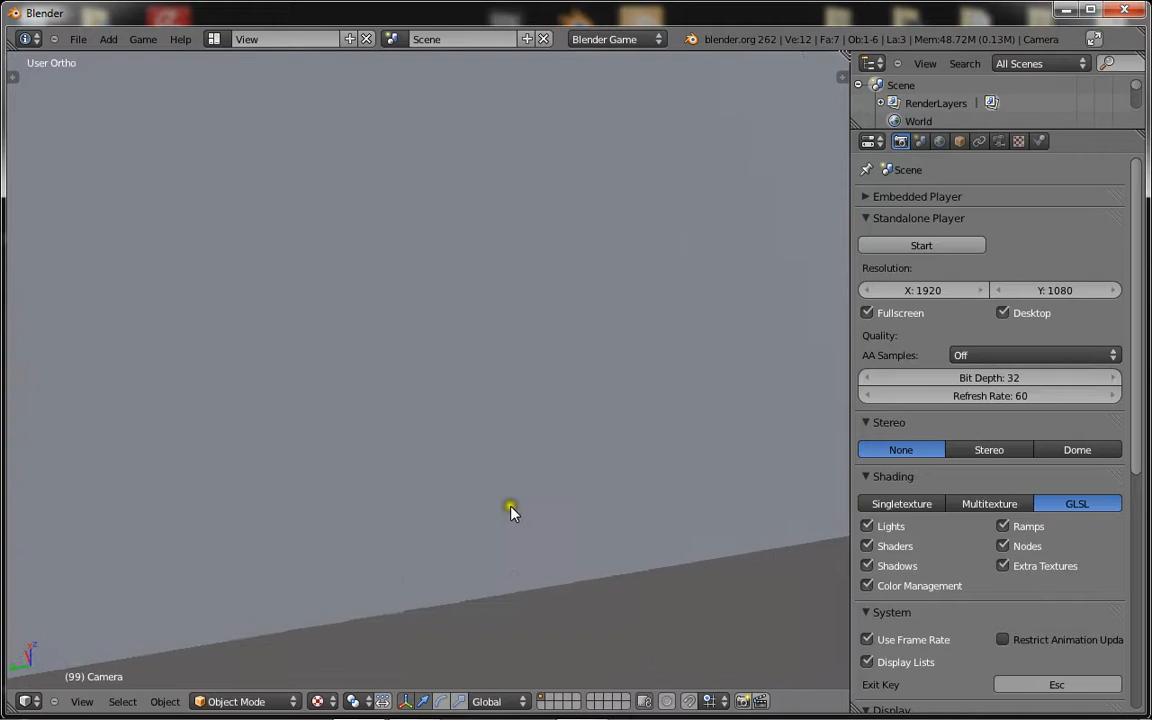 Blender
File Add Game Help View Scene Blender Game blender.org 262 | Ve:12 | Fa:7 | Ob:1-6 | La:3 | Mem:48.72M (0.13M) | Camera
User Ortho
View Search All Scenes
Scene
RenderLayers |
World
Scene
Embedded Player
Standalone Player
Start
Resolution:
X: 1920 Y: 1080
Fullscreen Desktop
Quality:
AA Samples: Off
Bit Depth: 32
Refresh Rate: 60
Stereo
None Stereo Dome
Shading
Singletexture Multitexture GLSL
Lights Ramps
Shaders Nodes
Shadows Extra Textures
Color Management
System
Use Frame Rate Restrict Animation Upda
Display Lists
Exit Key Esc
Display
z
(99) Camera
View Select Object Object Mode Global